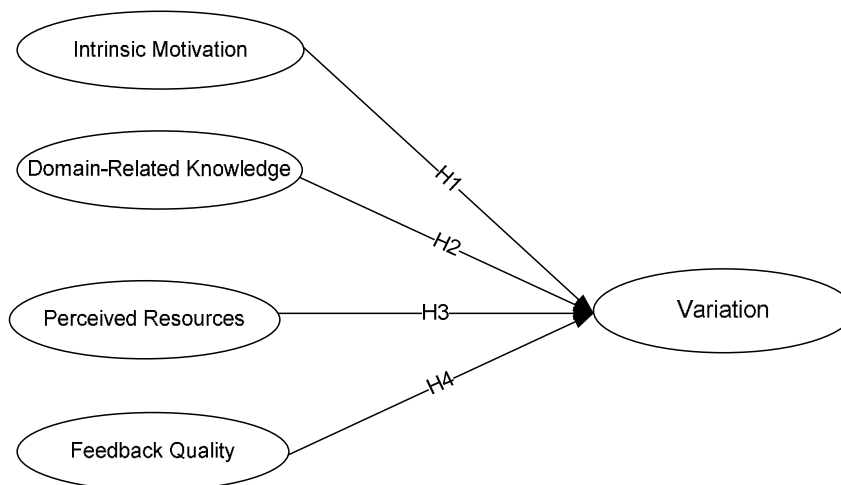 Intrinsic Motivation
H1
Domain-Related Knowledge
H2
Perceived Resources
H3
Variation
Feedback Quality
H4